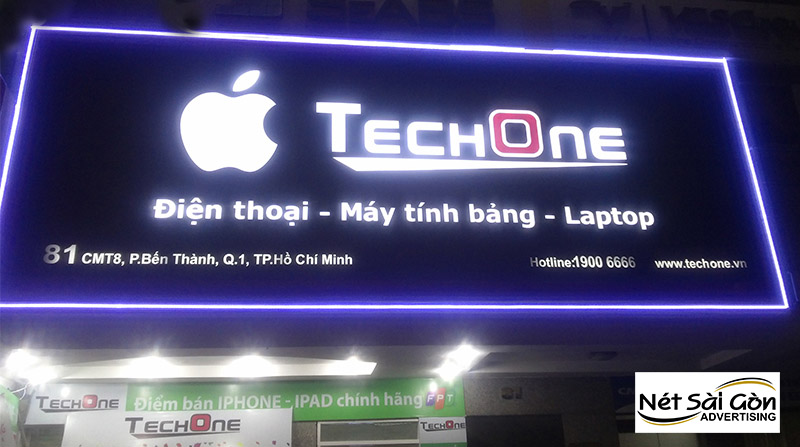 TECHONE
Điện thoại - Máy tính bảng - Laptop
81 CMT8, P.Bến Thành, Q.1, TP.Hồ Chí Minh
Hotline:1900 6666 www.techone.vn
TECHONE
Điểm bán IPHONE - IPAD chính hãng FPT
TECHONE
TECHONE
Nét Sài Gòn
ADVERTISING